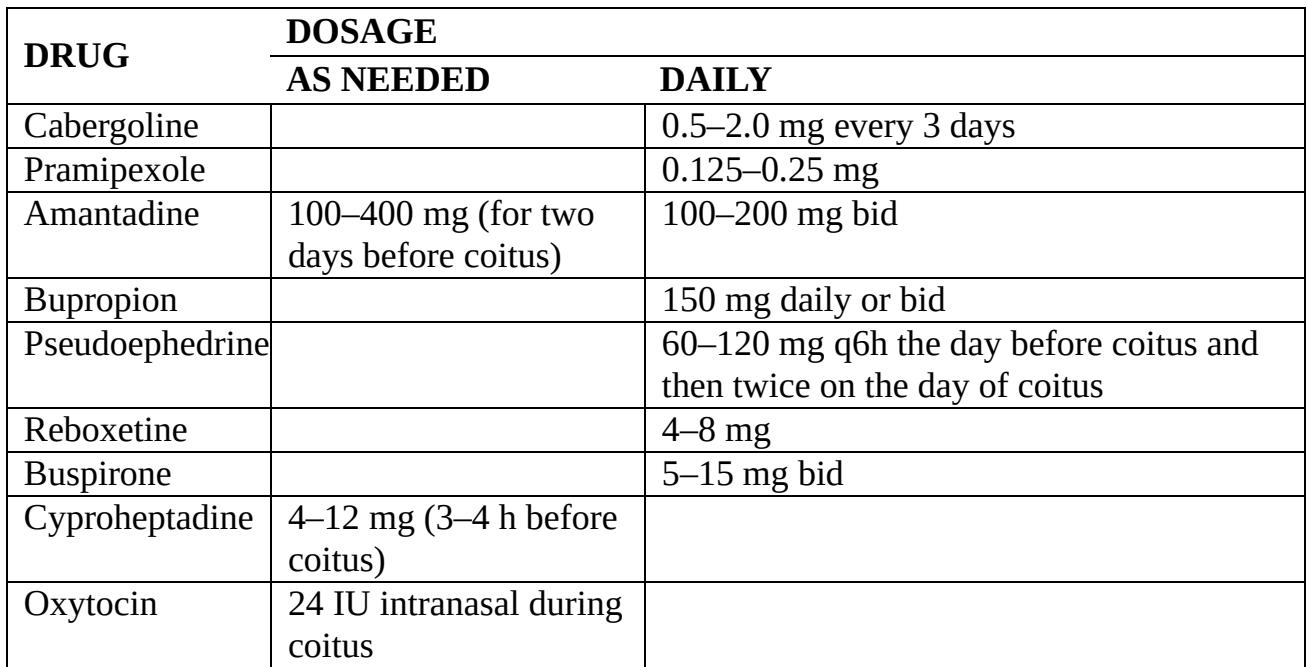 DRUG
DOSAGE
AS NEEDED DAILY
Cabergoline 0.5–2.0 mg every 3 days
Pramipexole 0.125–0.25 mg
Amantadine 100–400 mg (for two 100–200 mg bid
days before coitus)
Bupropion 150 mg daily or bid
Pseudoephedrine 60–120 mg q6h the day before coitus and
then twice on the day of coitus
Reboxetine 4–8 mg
Buspirone 5–15 mg bid
Cyproheptadine 4–12 mg (3–4 h before
coitus)
Oxytocin 24 IU intranasal during
coitus